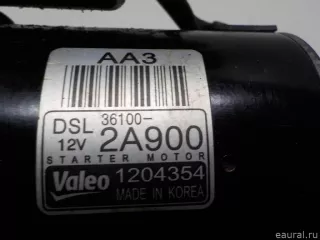 AA3
DSL 36100-
12V 2A900
STARTER MOTOR
Valeo 1204354
MADE IN KOREA
eaural.ru